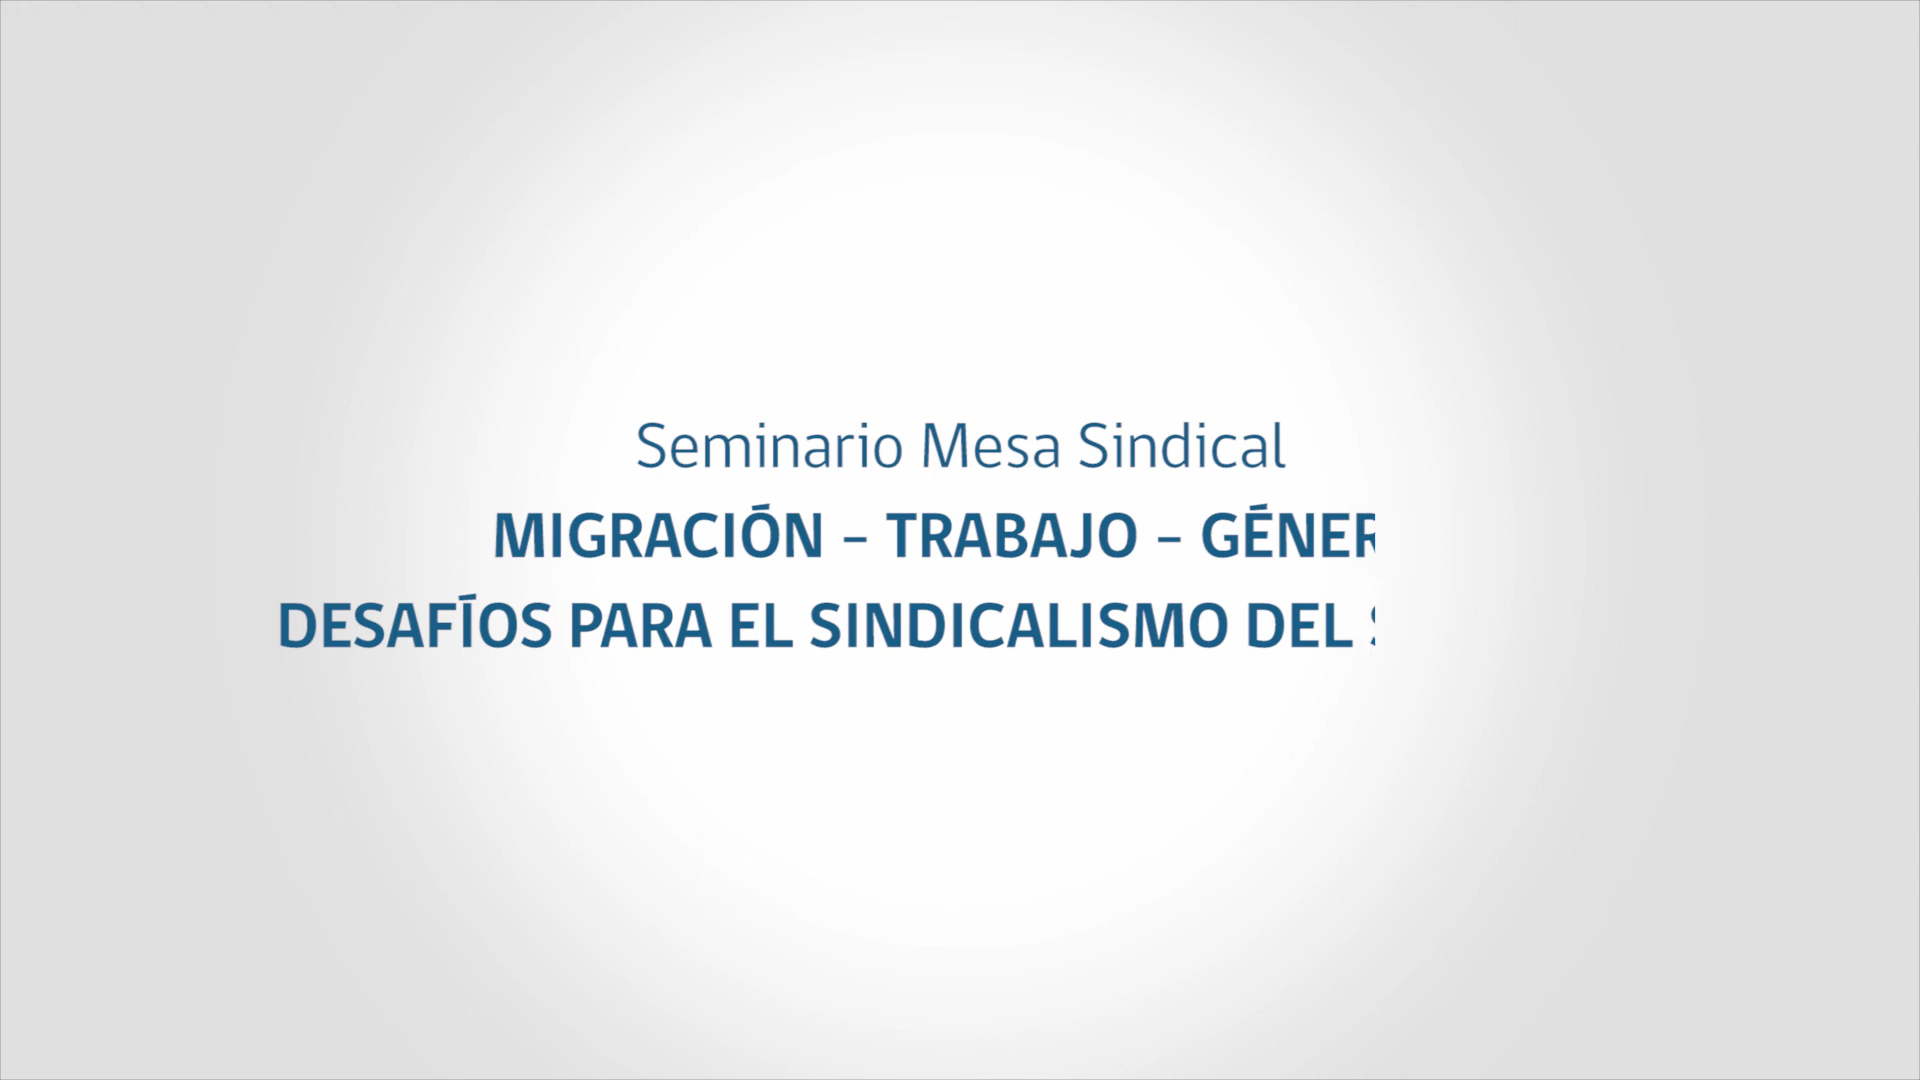 Seminario Mesa Sindical
MIGRACIÓN – TRABAJO – GÉNER
DESAFÍOS PARA EL SINDICALISMO DEL